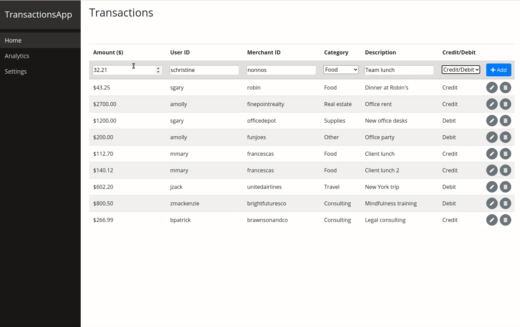 TransactionsApp
Home
Analytics
Settings
Transactions
Amount ($) User ID Merchant ID Category Description Credit/Debit
32.21 schristine nonnos Food Team lunch Credit/Debit + Add
$43.25 sgary robin Food Dinner at Robin's Credit
$2700.00 amolly finepointrealty Real estate Office rent Credit
$1200.00 sgary officedepot Supplies New office desks Debit
$200.00 amolly funjoes Other Office party Debit
$112.70 mmary francescas Food Client lunch Credit
$140.12 mmary francescas Food Client lunch 2 Credit
$602.20 jzack unitedairlines Travel New York trip Debit
$800.50 zmackenzie brightfuturesco Consulting Mindfulness training Debit
$266.99 bpatrick brawnsonandco Consulting Legal consulting Credit